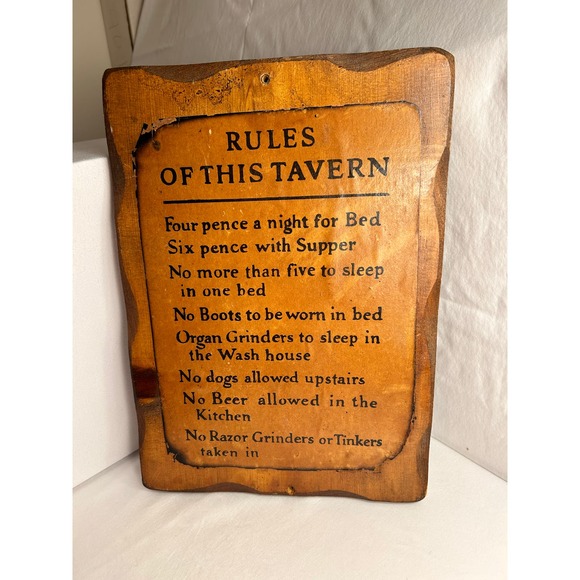 RULES
OF THIS TAVERN
Four pence a night for Bed
Six pence with Supper
No more than five to sleep
in one bed
No Boots to be worn in bed
Organ Grinders to sleep in
the Wash house
No dogs allowed upstairs
No Beer allowed in the
Kitchen
No Razor Grinders or Tinkers
taken in